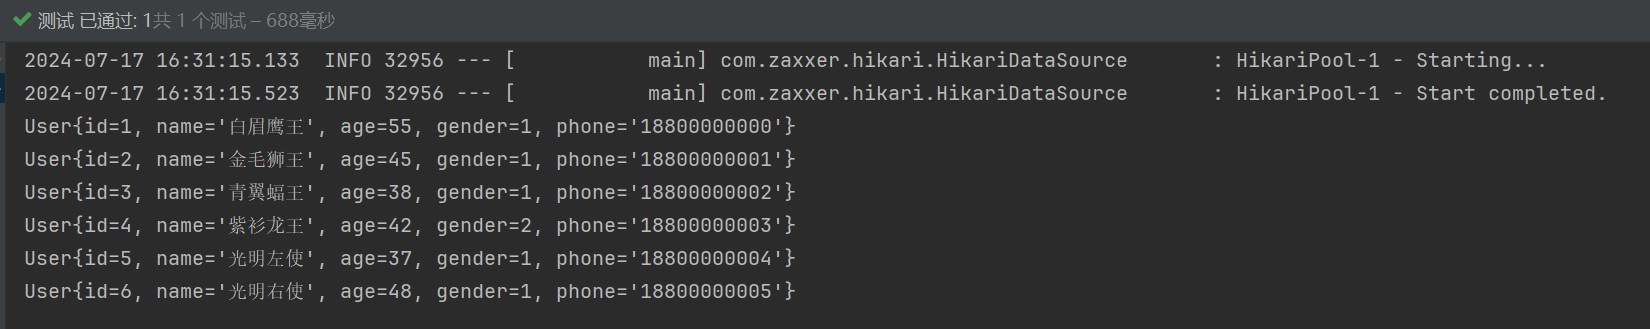 测试 已通过: 1共 1 个测试 – 688毫秒
2024-07-17 16:31:15.133  INFO 32956 --- [           main] com.zaxxer.hikari.HikariDataSource       : HikariPool-1 - Starting...
2024-07-17 16:31:15.523  INFO 32956 --- [           main] com.zaxxer.hikari.HikariDataSource       : HikariPool-1 - Start completed.
User{id=1, name='白眉鹰王', age=55, gender=1, phone='18800000000'}
User{id=2, name='金毛狮王', age=45, gender=1, phone='18800000001'}
User{id=3, name='青翼蝠王', age=38, gender=1, phone='18800000002'}
User{id=4, name='紫衫龙王', age=42, gender=2, phone='18800000003'}
User{id=5, name='光明左使', age=37, gender=1, phone='18800000004'}
User{id=6, name='光明右使', age=48, gender=1, phone='18800000005'}